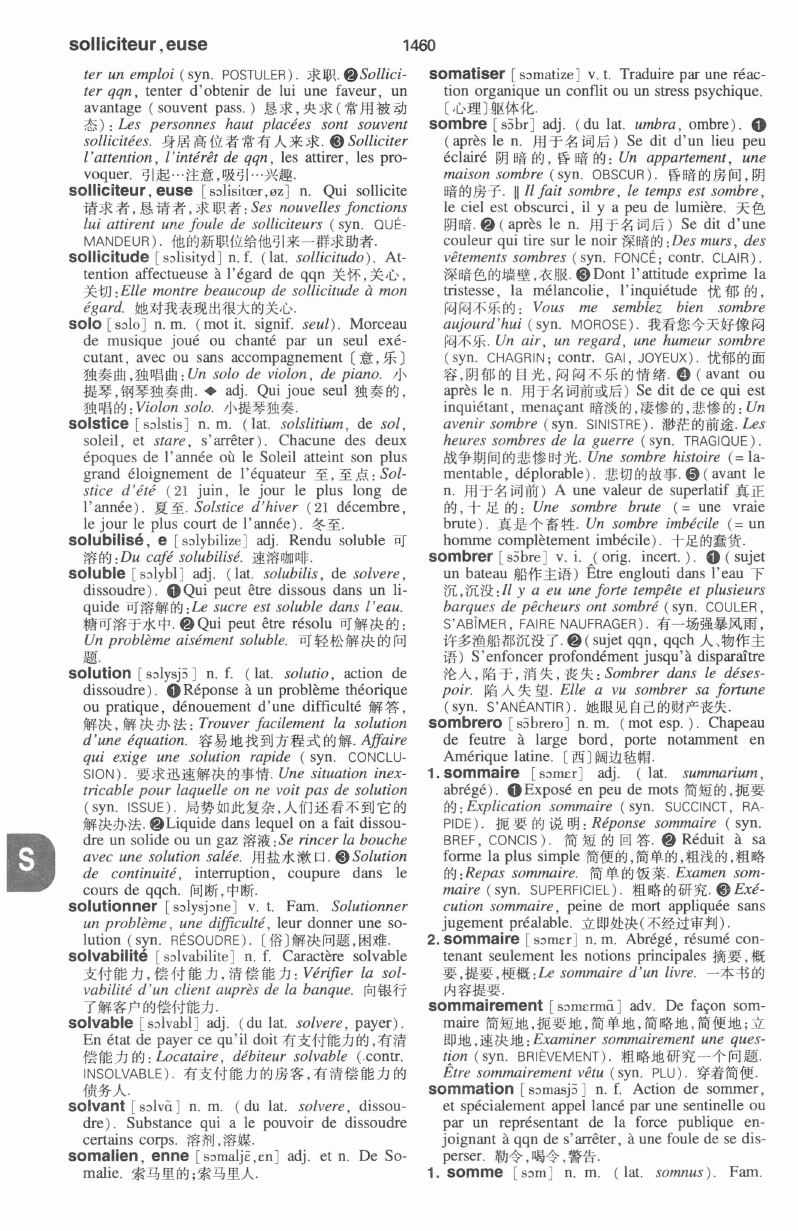 solliciteur, euse
1460
ter un emploi (syn. POSTULER). 求职. ❷Sollici-
ter qqn, tenter d'obtenir de lui une faveur, un
avantage (souvent pass.) 恳求,央求(常用被动
态): Les personnes haut placées sont souvent
sollicitées. 身居高位者常有人来求. ❸Solliciter
l'attention, l'intérêt de qqn, les attirer, les pro-
voquer. 引起…注意,吸引…兴趣.
solliciteur, euse [sɔlisitœr,øz] n. Qui sollicite
请求者,恳请者,求职者: Ses nouvelles fonctions
lui attirent une foule de solliciteurs (syn. QUÉ-
MANDEUR). 他的新职位给他引来一群求助者.
sollicitude [sɔlisityd] n. f. (lat. sollicitudo). At-
tention affectueuse à l'égard de qqn 关怀,关心,
关切: Elle montre beaucoup de sollicitude à mon
égard. 她对我表现出很大的关心.
solo [sɔlo] n. m. (mot it. signif. seul). Morceau
de musique joué ou chanté par un seul exé-
cutant, avec ou sans accompagnement〔意,乐〕
独奏曲,独唱曲: Un solo de violon, de piano. 小
提琴,钢琴独奏曲. ◆ adj. Qui joue seul 独奏的,
独唱的: Violon solo. 小提琴独奏.
solstice [sɔlstis] n. m. (lat. solslitium, de sol,
soleil, et stare, s'arrêter). Chacune des deux
époques de l'année où le Soleil atteint son plus
grand éloignement de l'équateur 至,至点: Sol-
stice d'été (21 juin, le jour le plus long de
l'année). 夏至. Solstice d'hiver (21 décembre,
le jour le plus court de l'année). 冬至.
solubilisé, e [sɔlybilize] adj. Rendu soluble 可
溶的: Du café solubilisé. 速溶咖啡.
soluble [sɔlybl] adj. (lat. solubilis, de solvere,
dissoudre). ❶Qui peut être dissous dans un li-
quide 可溶解的: Le sucre est soluble dans l'eau.
糖可溶于水中. ❷Qui peut être résolu 可解决的:
Un problème aisément soluble. 可轻松解决的问
题.
solution [sɔlysjɔ̃] n. f. (lat. solutio, action de
dissoudre). ❶Réponse à un problème théorique
ou pratique, dénouement d'une difficulté 解答,
解决,解决办法: Trouver facilement la solution
d'une équation. 容易地找到方程式的解. Affaire
qui exige une solution rapide (syn. CONCLU-
SION). 要求迅速解决的事情. Une situation inex-
tricable pour laquelle on ne voit pas de solution
(syn. ISSUE). 局势如此复杂,人们还看不到它的
解决办法. ❷Liquide dans lequel on a fait dissou-
dre un solide ou un gaz 溶液: Se rincer la bouche
avec une solution salée. 用盐水漱口. ❸Solution
de continuité, interruption, coupure dans le
cours de qqch. 间断,中断.
solutionner [sɔlysjɔne] v. t. Fam. Solutionner
un problème, une difficulté, leur donner une so-
lution (syn. RÉSOUDRE).〔俗〕解决问题,困难.
solvabilité [sɔlvabilite] n. f. Caractère solvable
支付能力,偿付能力,清偿能力: Vérifier la sol-
vabilité d'un client auprès de la banque. 向银行
了解客户的偿付能力.
solvable [sɔlvabl] adj. (du lat. solvere, payer).
En état de payer ce qu'il doit 有支付能力的,有清
偿能力的: Locataire, débiteur solvable (contr.
INSOLVABLE). 有支付能力的房客,有清偿能力的
债务人.
solvant [sɔlvɑ̃] n. m. (du lat. solvere, dissou-
dre). Substance qui a le pouvoir de dissoudre
certains corps. 溶剂,溶媒.
somalien, enne [sɔmaljɛ̃,ɛn] adj. et n. De So-
malie. 索马里的;索马里人.
somatiser [sɔmatize] v. t. Traduire par une réac-
tion organique un conflit ou un stress psychique.
〔心理〕躯体化.
sombre [sɔ̃br] adj. (du lat. umbra, ombre). ❶
(après le n. 用于名词后) Se dit d'un lieu peu
éclairé 阴暗的,昏暗的: Un appartement, une
maison sombre (syn. OBSCUR). 昏暗的房间,阴
暗的房子. ‖ Il fait sombre, le temps est sombre,
le ciel est obscurci, il y a peu de lumière. 天色
阴暗. ❷(après le n. 用于名词后) Se dit d'une
couleur qui tire sur le noir 深暗的: Des murs, des
vêtements sombres (syn. FONCÉ; contr. CLAIR).
深暗色的墙壁,衣服. ❸Dont l'attitude exprime la
tristesse, la mélancolie, l'inquiétude 忧郁的,
闷闷不乐的: Vous me semblez bien sombre
aujourd'hui (syn. MOROSE). 我看您今天好像闷
闷不乐. Un air, un regard, une humeur sombre
(syn. CHAGRIN; contr. GAI, JOYEUX). 忧郁的面
容,阴郁的目光,闷闷不乐的情绪. ❹(avant ou
après le n. 用于名词前或后) Se dit de ce qui est
inquiétant, menaçant 暗淡的,凄惨的,悲惨的: Un
avenir sombre (syn. SINISTRE). 渺茫的前途. Les
heures sombres de la guerre (syn. TRAGIQUE).
战争期间的悲惨时光. Une sombre histoire (= la-
mentable, déplorable). 悲切的故事. ❺(avant le
n. 用于名词前) A une valeur de superlatif 真正
的,十足的: Une sombre brute (= une vraie
brute). 真是个畜牲. Un sombre imbécile (= un
homme complètement imbécile). 十足的蠢货.
sombrer [sɔ̃bre] v. i. (orig. incert.). ❶(sujet
un bateau 船作主语) Être englouti dans l'eau 下
沉,沉没: Il y a eu une forte tempête et plusieurs
barques de pêcheurs ont sombré (syn. COULER,
S'ABÎMER, FAIRE NAUFRAGER). 有一场强暴风雨,
许多渔船都沉没了. ❷(sujet qqn, qqch 人、物作主
语) S'enfoncer profondément jusqu'à disparaître
沦入,陷于,消失,丧失: Sombrer dans le déses-
poir. 陷入失望. Elle a vu sombrer sa fortune
(syn. S'ANÉANTIR). 她眼见自己的财产丧失.
sombrero [sɔ̃brero] n. m. (mot esp.). Chapeau
de feutre à large bord, porte notamment en
Amérique latine.〔西〕阔边毡帽.
1. sommaire [sɔmɛr] adj. (lat. summarium,
abrégé). ❶Exposé en peu de mots 简短的,扼要
的: Explication sommaire (syn. SUCCINCT, RA-
PIDE). 扼要的说明: Réponse sommaire (syn.
BREF, CONCIS). 简短的回答. ❷ Réduit à sa
forme la plus simple 简便的,简单的,粗浅的,粗略
的: Repas sommaire. 简单的饭菜. Examen som-
maire (syn. SUPERFICIEL). 粗略的研究. ❸Exé-
cution sommaire, peine de mort appliquée sans
jugement préalable. 立即处决(不经过审判).
2. sommaire [sɔmɛr] n. m. Abrégé, résumé con-
tenant seulement les notions principales 摘要,概
要,提要,梗概: Le sommaire d'un livre. 一本书的
内容提要.
sommairement [sɔmɛrmɑ̃] adv. De façon som-
maire 简短地,扼要地,简单地,简略地,简便地;立
即地,速决地: Examiner sommairement une ques-
tion (syn. BRIÈVEMENT). 粗略地研究一个问题.
Être sommairement vêtu (syn. PLU). 穿着简便.
sommation [sɔmasjɔ̃] n. f. Action de sommer,
et spécialement appel lancé par une sentinelle ou
par un représentant de la force publique en-
joignant à qqn de s'arrêter, à une foule de se dis-
perser. 勒令,喝令,警告.
1. somme [sɔm] n. m. (lat. somnus). Fam.
S